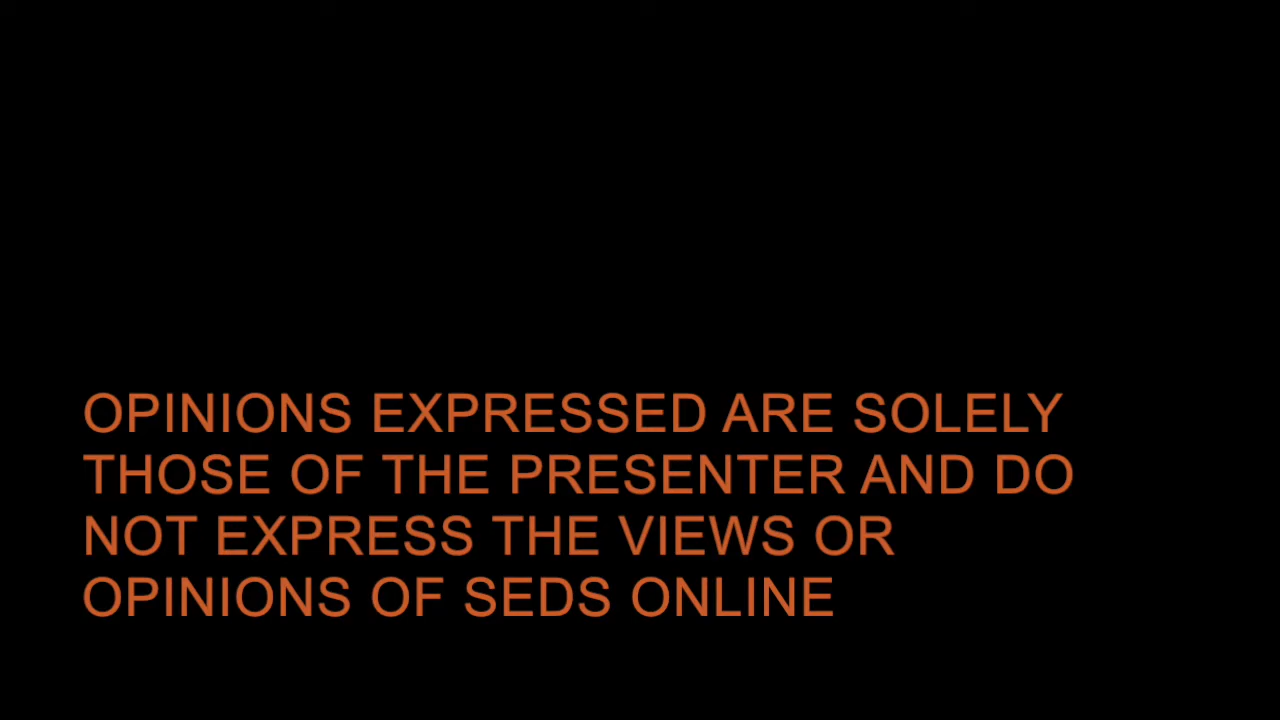 OPINIONS EXPRESSED ARE SOLELY
THOSE OF THE PRESENTER AND DO
NOT EXPRESS THE VIEWS OR
OPINIONS OF SEDS ONLINE